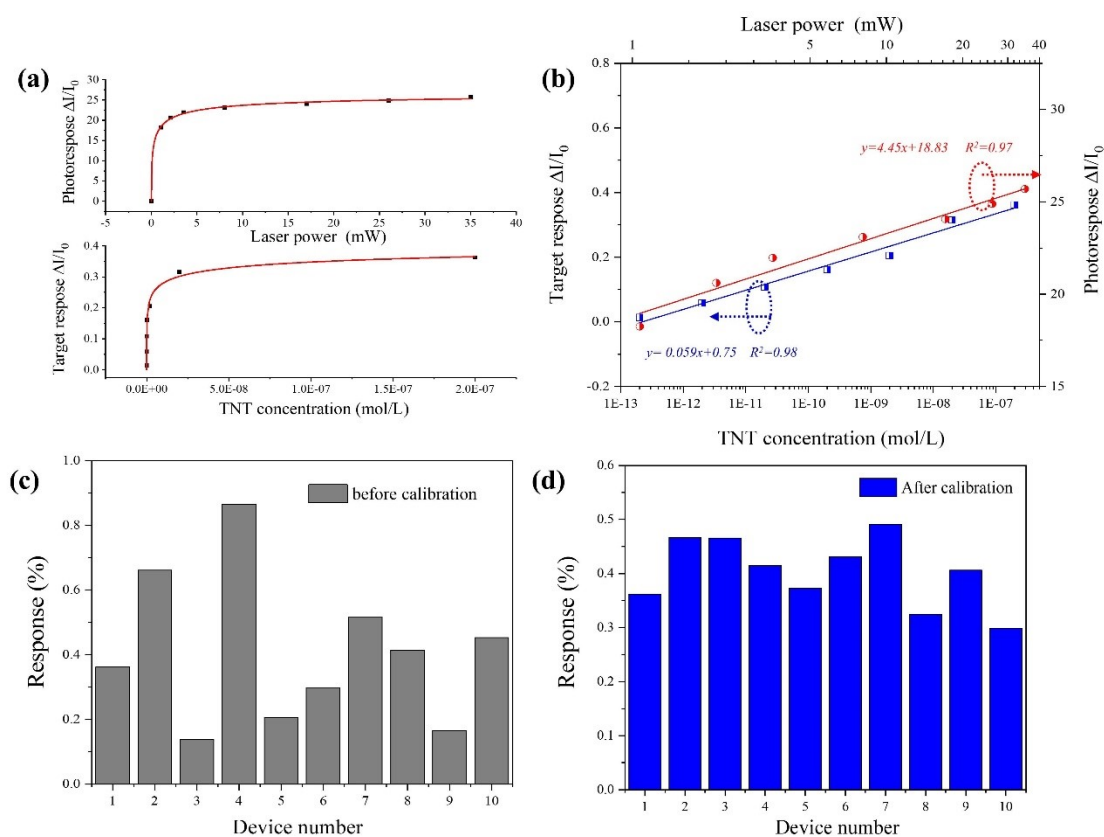 (a)
30
25
20
15
10
5
0
Photorespose ΔI/I₀
-5 0 5 10 15 20 25 30 35 40
Laser power (mW)
0.4
0.3
0.2
0.1
0.0
Target respose ΔI/I₀
0.0E+00 5.0E-08 1.0E-07 1.5E-07 2.0E-07
TNT concentration (mol/L)
(b)
Laser power (mW)
1 5 10 20 30 40
0.8
0.6
0.4
0.2
0.0
-0.2
Target response ΔI/I₀
30
25
20
15
Photorespose ΔI/I₀
y=4.45x+18.83 R²=0.97
y= 0.059x+0.75 R²=0.98
1E-13 1E-12 1E-11 1E-10 1E-09 1E-08 1E-07
TNT concentration (mol/L)
(c)
before calibration
1.0
0.8
0.6
0.4
0.2
0.0
Response (%)
1 2 3 4 5 6 7 8 9 10
Device number
(d)
After calibration
0.6
0.5
0.4
0.3
0.2
0.1
0.0
Response (%)
1 2 3 4 5 6 7 8 9 10
Device number